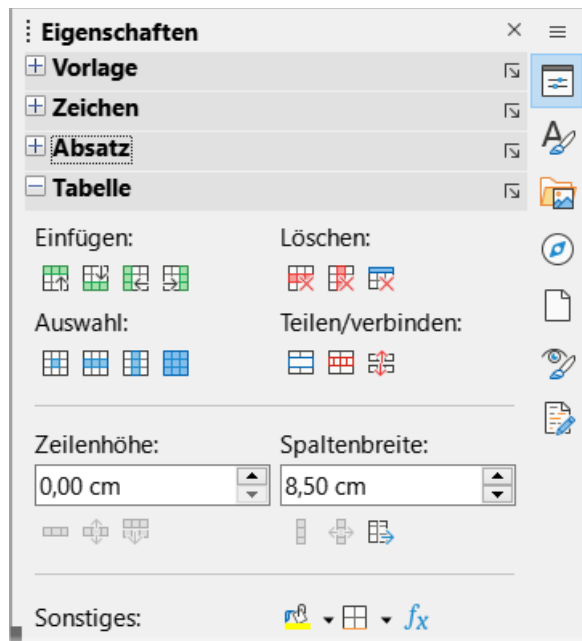 Eigenschaften
Vorlage
Zeichen
Absatz
Tabelle
Einfügen: Löschen:
Auswahl: Teilen/verbinden:
Zeilenhöhe: Spaltenbreite:
0,00 cm 8,50 cm
Sonstiges: fx